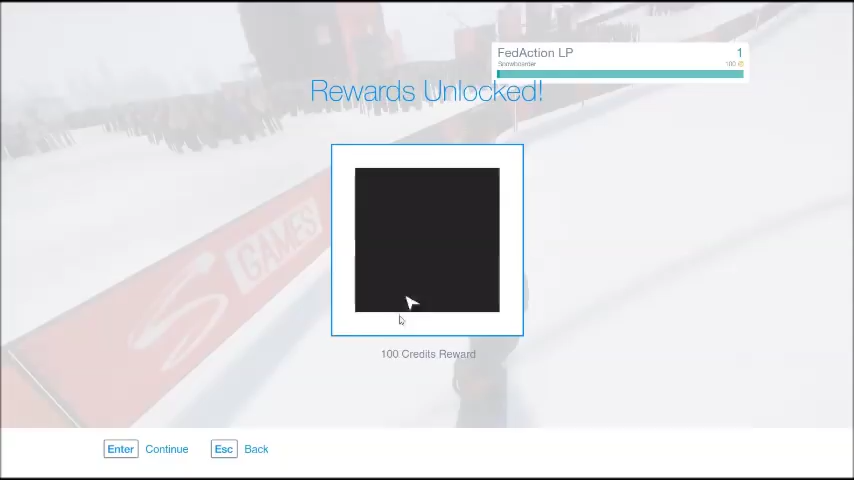 FedAction LP 1
Snowboarder 100
Rewards Unlocked!
GAMES
100 Credits Reward
Enter Continue Esc Back